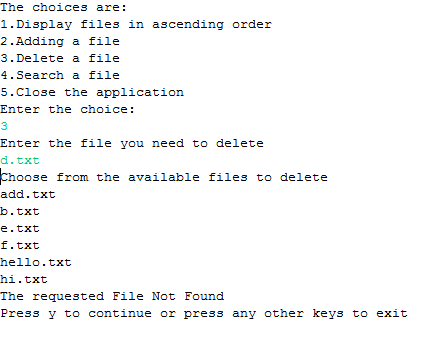 The choices are:
1.Display files in ascending order
2.Adding a file
3.Delete a file
4.Search a file
5.Close the application
Enter the choice:
3
Enter the file you need to delete
d.txt
Choose from the available files to delete
add.txt
b.txt
e.txt
f.txt
hello.txt
hi.txt
The requested File Not Found
Press y to continue or press any other keys to exit